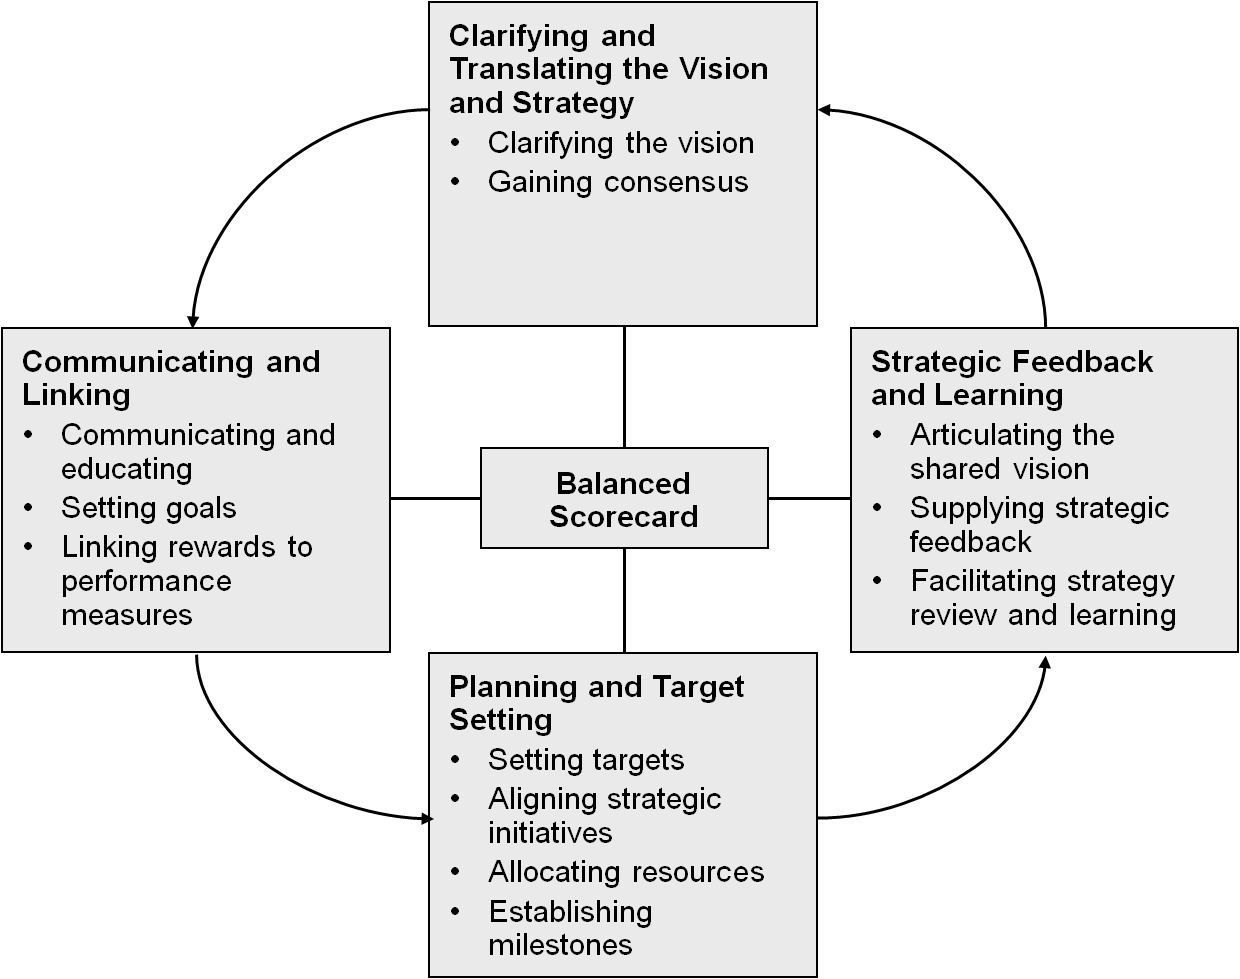 Clarifying and
Translating the Vision
and Strategy
• Clarifying the vision
• Gaining consensus
Communicating and
Linking
• Communicating and
educating
• Setting goals
• Linking rewards to
performance
measures
Balanced
Scorecard
Strategic Feedback
and Learning
• Articulating the
shared vision
• Supplying strategic
feedback
• Facilitating strategy
review and learning
Planning and Target
Setting
• Setting targets
• Aligning strategic
initiatives
• Allocating resources
• Establishing
milestones